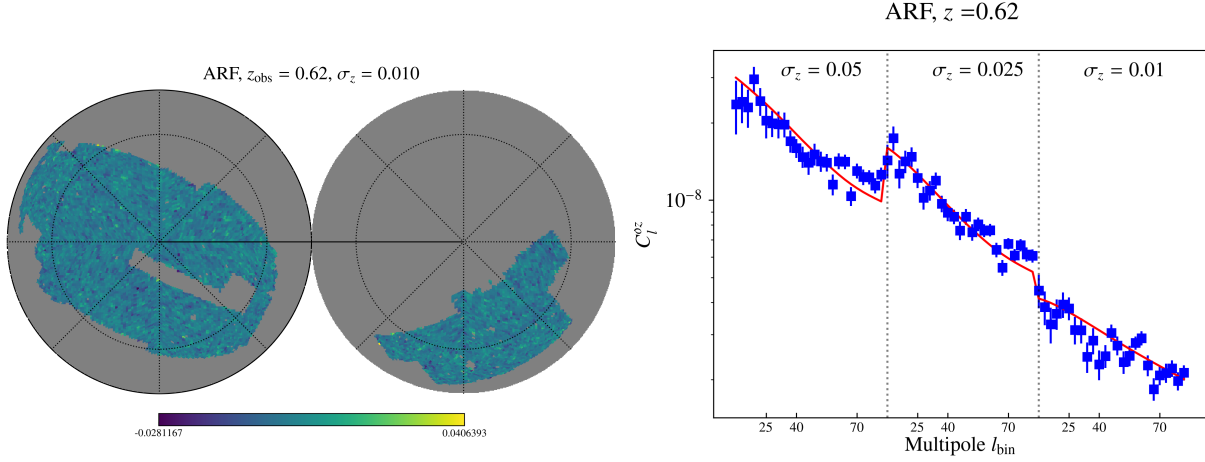 ARF, z_obs = 0.62, σ_z = 0.010
-0.0281167 0.0406393
ARF, z =0.62
σ_z = 0.05 σ_z = 0.025 σ_z = 0.01
10^−8
C_l^{oz}
25 40 70 25 40 70 25 40 70
Multipole l_bin